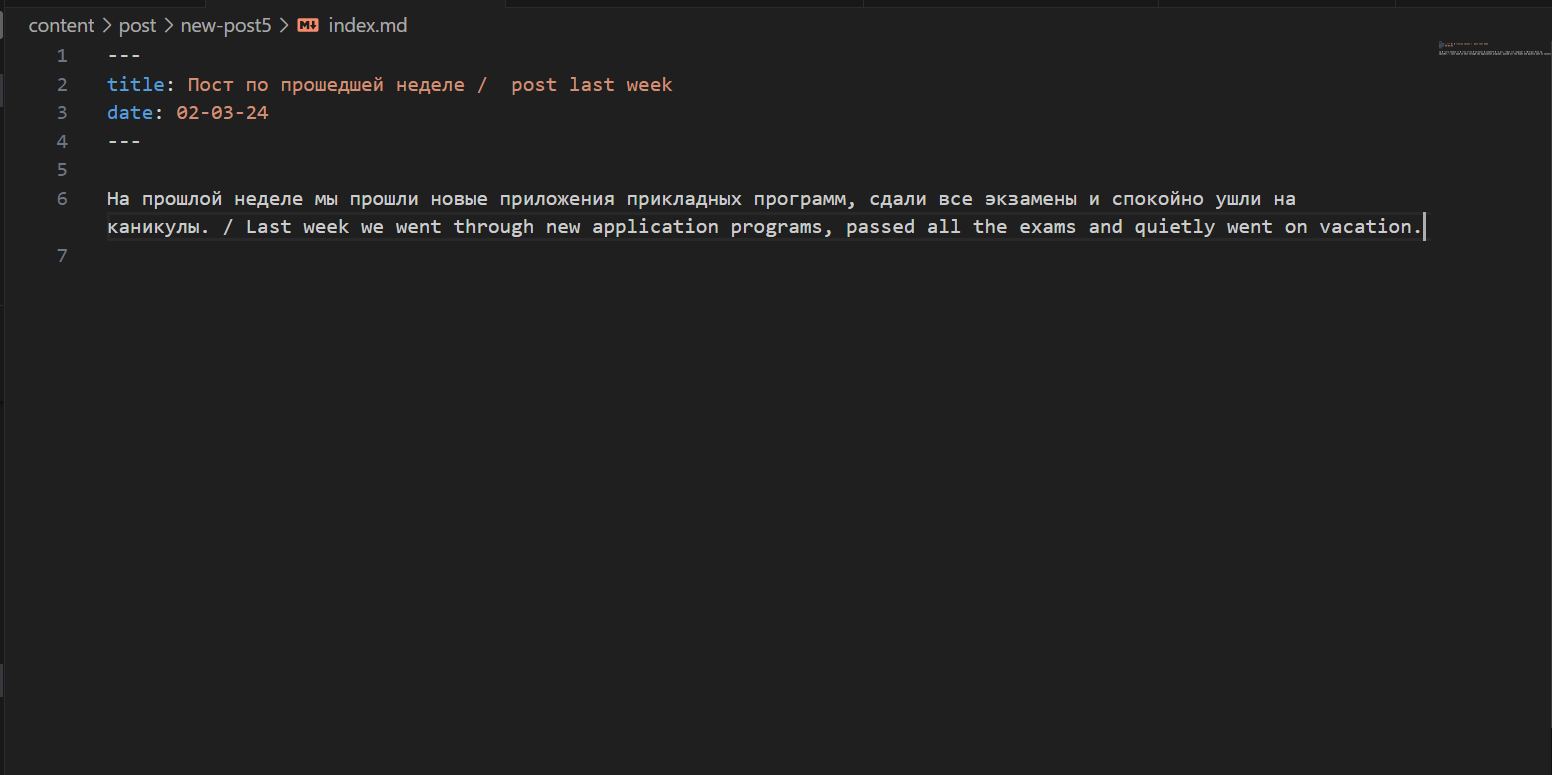 content > post > new-post5 > index.md
1 ---
2 title: Пост по прошедшей неделе /  post last week
3 date: 02-03-24
4 ---
5
6 На прошлой неделе мы прошли новые приложения прикладных программ, сдали все экзамены и спокойно ушли на
каникулы. / Last week we went through new application programs, passed all the exams and quietly went on vacation.
7